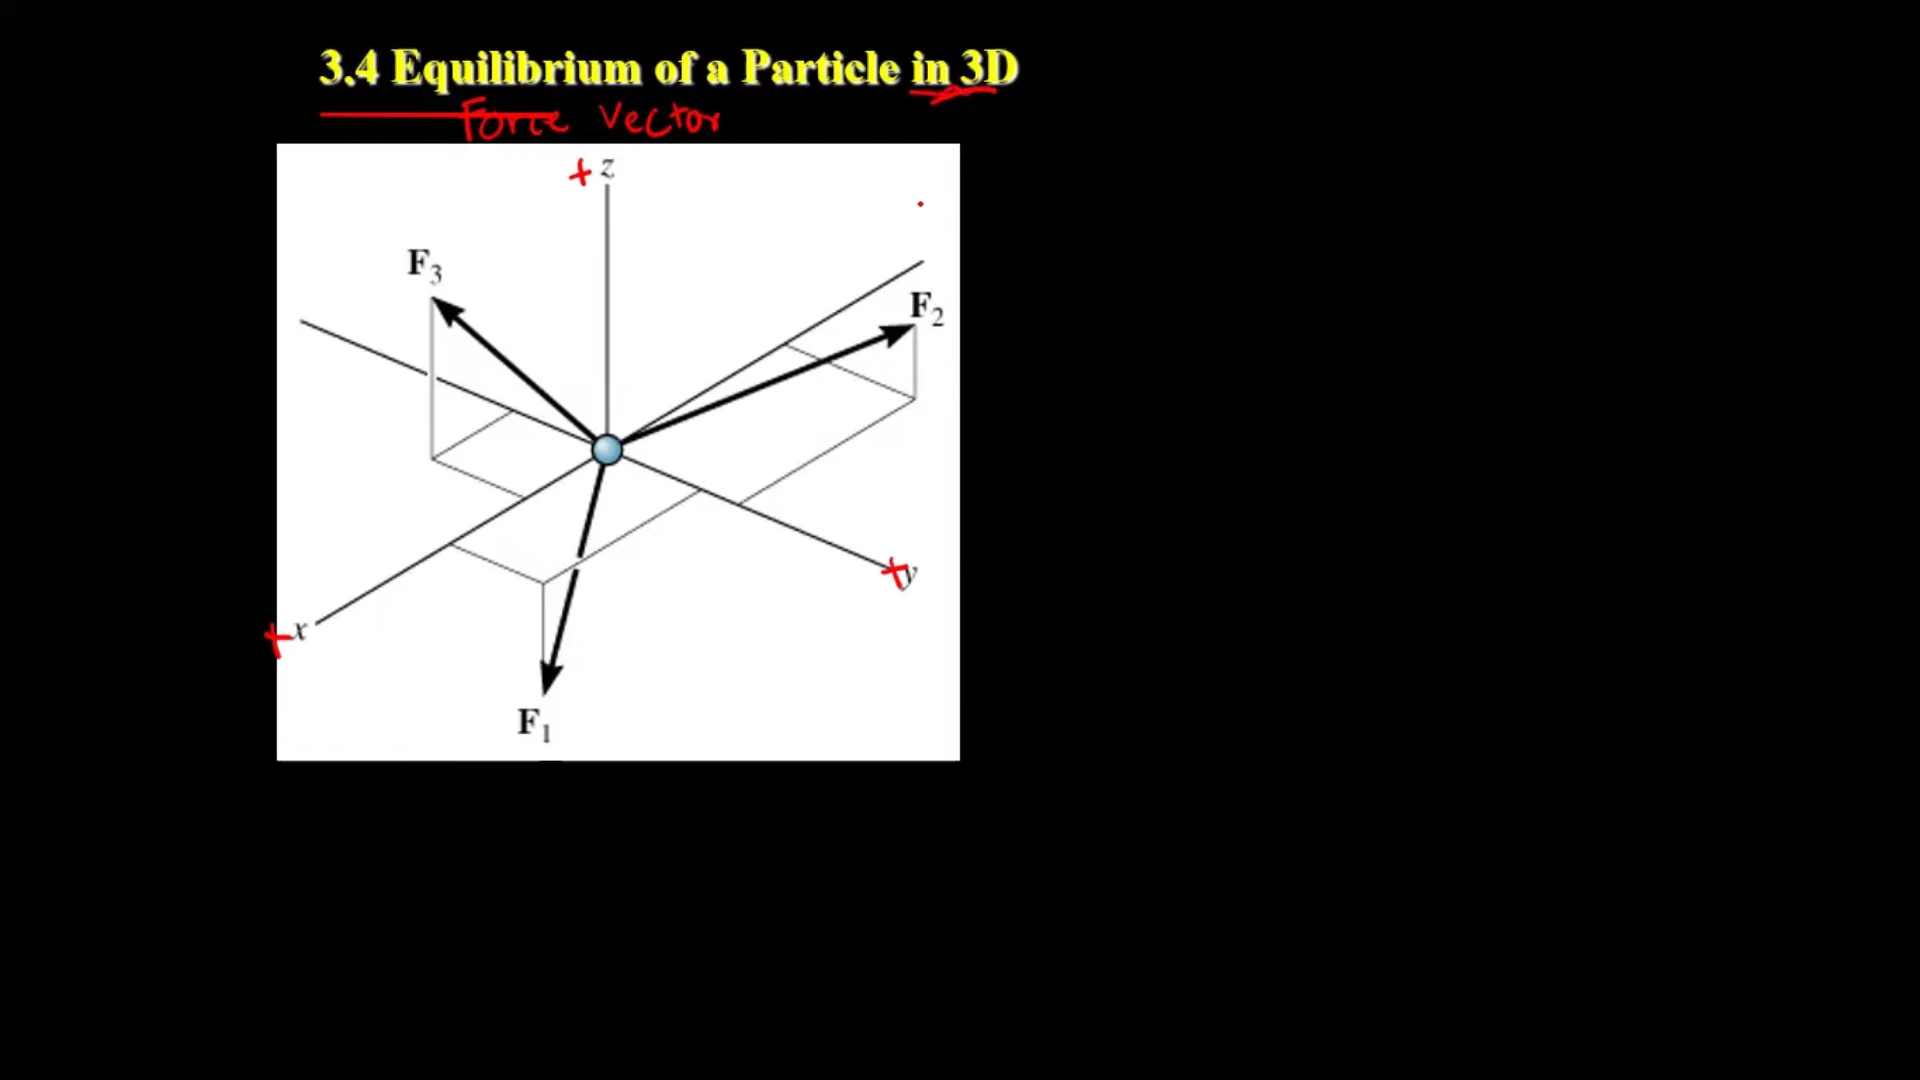 3.4 Equilibrium of a Particle in 3D
Force Vector
+ z
F3
F2
+y
+x
F1